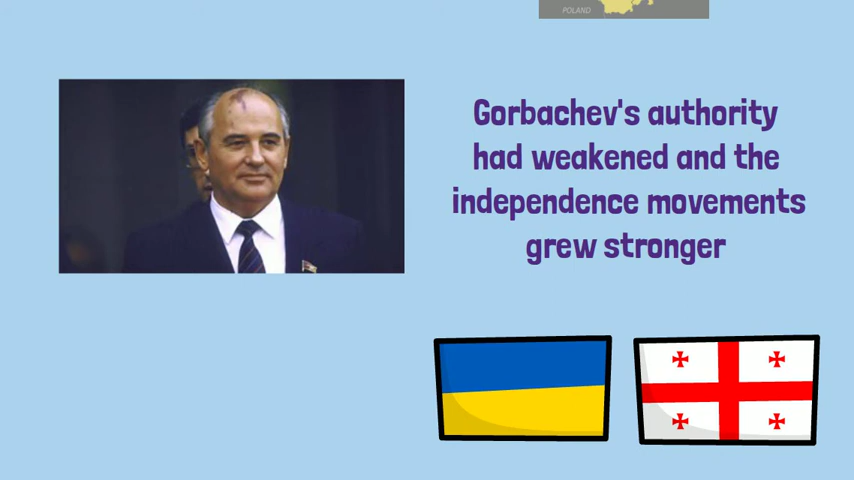 POLAND
Gorbachev's authority
had weakened and the
independence movements
grew stronger